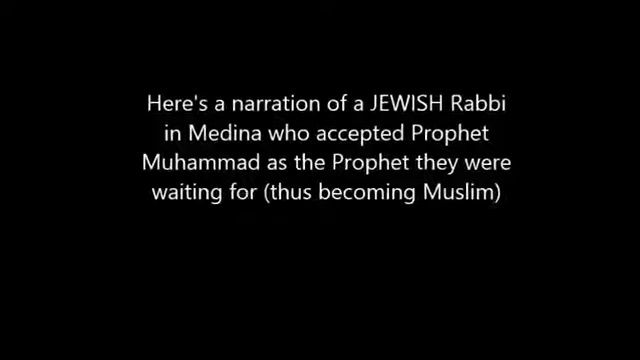 Here's a narration of a JEWISH Rabbi
in Medina who accepted Prophet
Muhammad as the Prophet they were
waiting for (thus becoming Muslim)